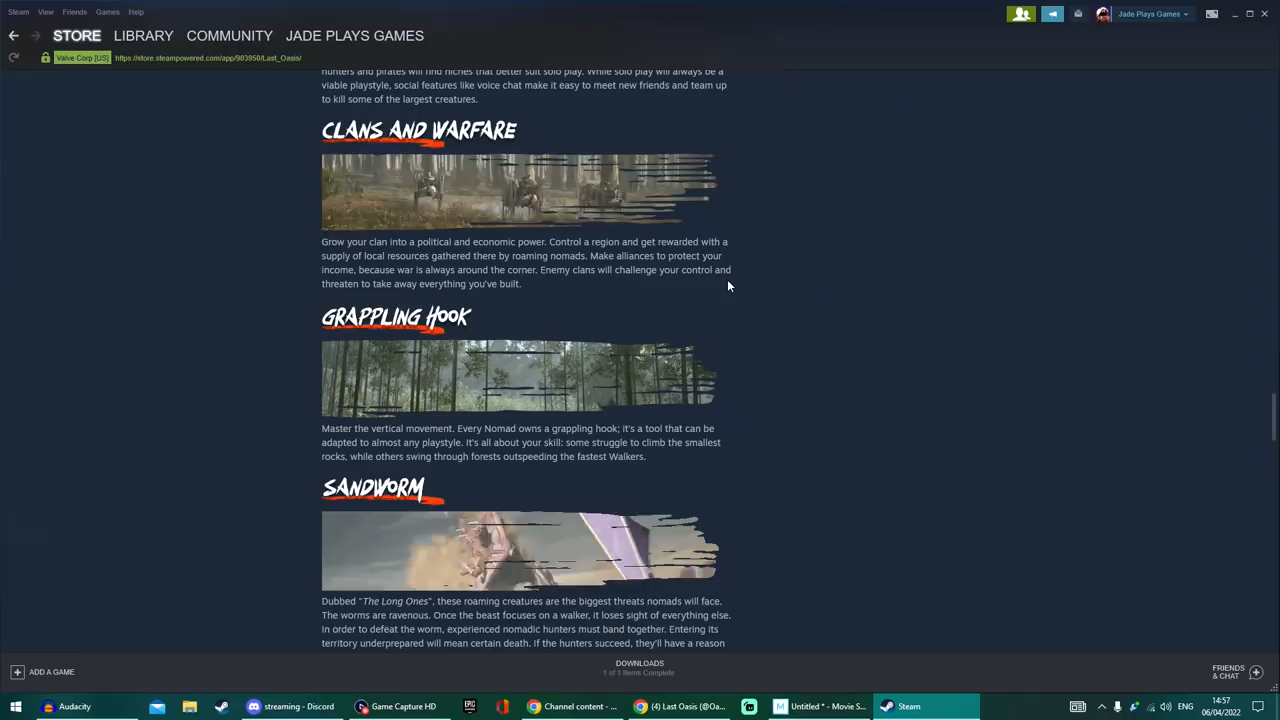 Steam View Friends Games Help
Jade Plays Games
STORE LIBRARY COMMUNITY JADE PLAYS GAMES
Valve Corp [US] https://store.steampowered.com/app/903950/Last_Oasis/
hunters and pirates will find niches that better suit solo play. While solo play will always be a
viable playstyle, social features like voice chat make it easy to meet new friends and team up
to kill some of the largest creatures.
CLANS AND WARFARE
Grow your clan into a political and economic power. Control a region and get rewarded with a
supply of local resources gathered there by roaming nomads. Make alliances to protect your
income, because war is always around the corner. Enemy clans will challenge your control and
threaten to take away everything you've built.
GRAPPLING HOOK
Master the vertical movement. Every Nomad owns a grappling hook; it's a tool that can be
adapted to almost any playstyle. It's all about your skill; some struggle to climb the smallest
rocks, while others swing through forests outspeeding the fastest Walkers.
SANDWORM
Dubbed "The Long Ones", these roaming creatures are the biggest threats nomads will face.
The worms are ravenous. Once the beast focuses on a walker, it loses sight of everything else.
In order to defeat the worm, experienced nomadic hunters must band together. Entering its
territory underprepared will mean certain death. If the hunters succeed, they'll have a reason
ADD A GAME
DOWNLOADS
1 of 1 Items Complete
FRIENDS
& CHAT
Audacity
EPIC GAMES
streaming - Discord
Game Capture HD
Channel content - ...
(4) Last Oasis (@Oa...
Untitled * - Movie S...
Steam
ENG
14:57
06/04/2022